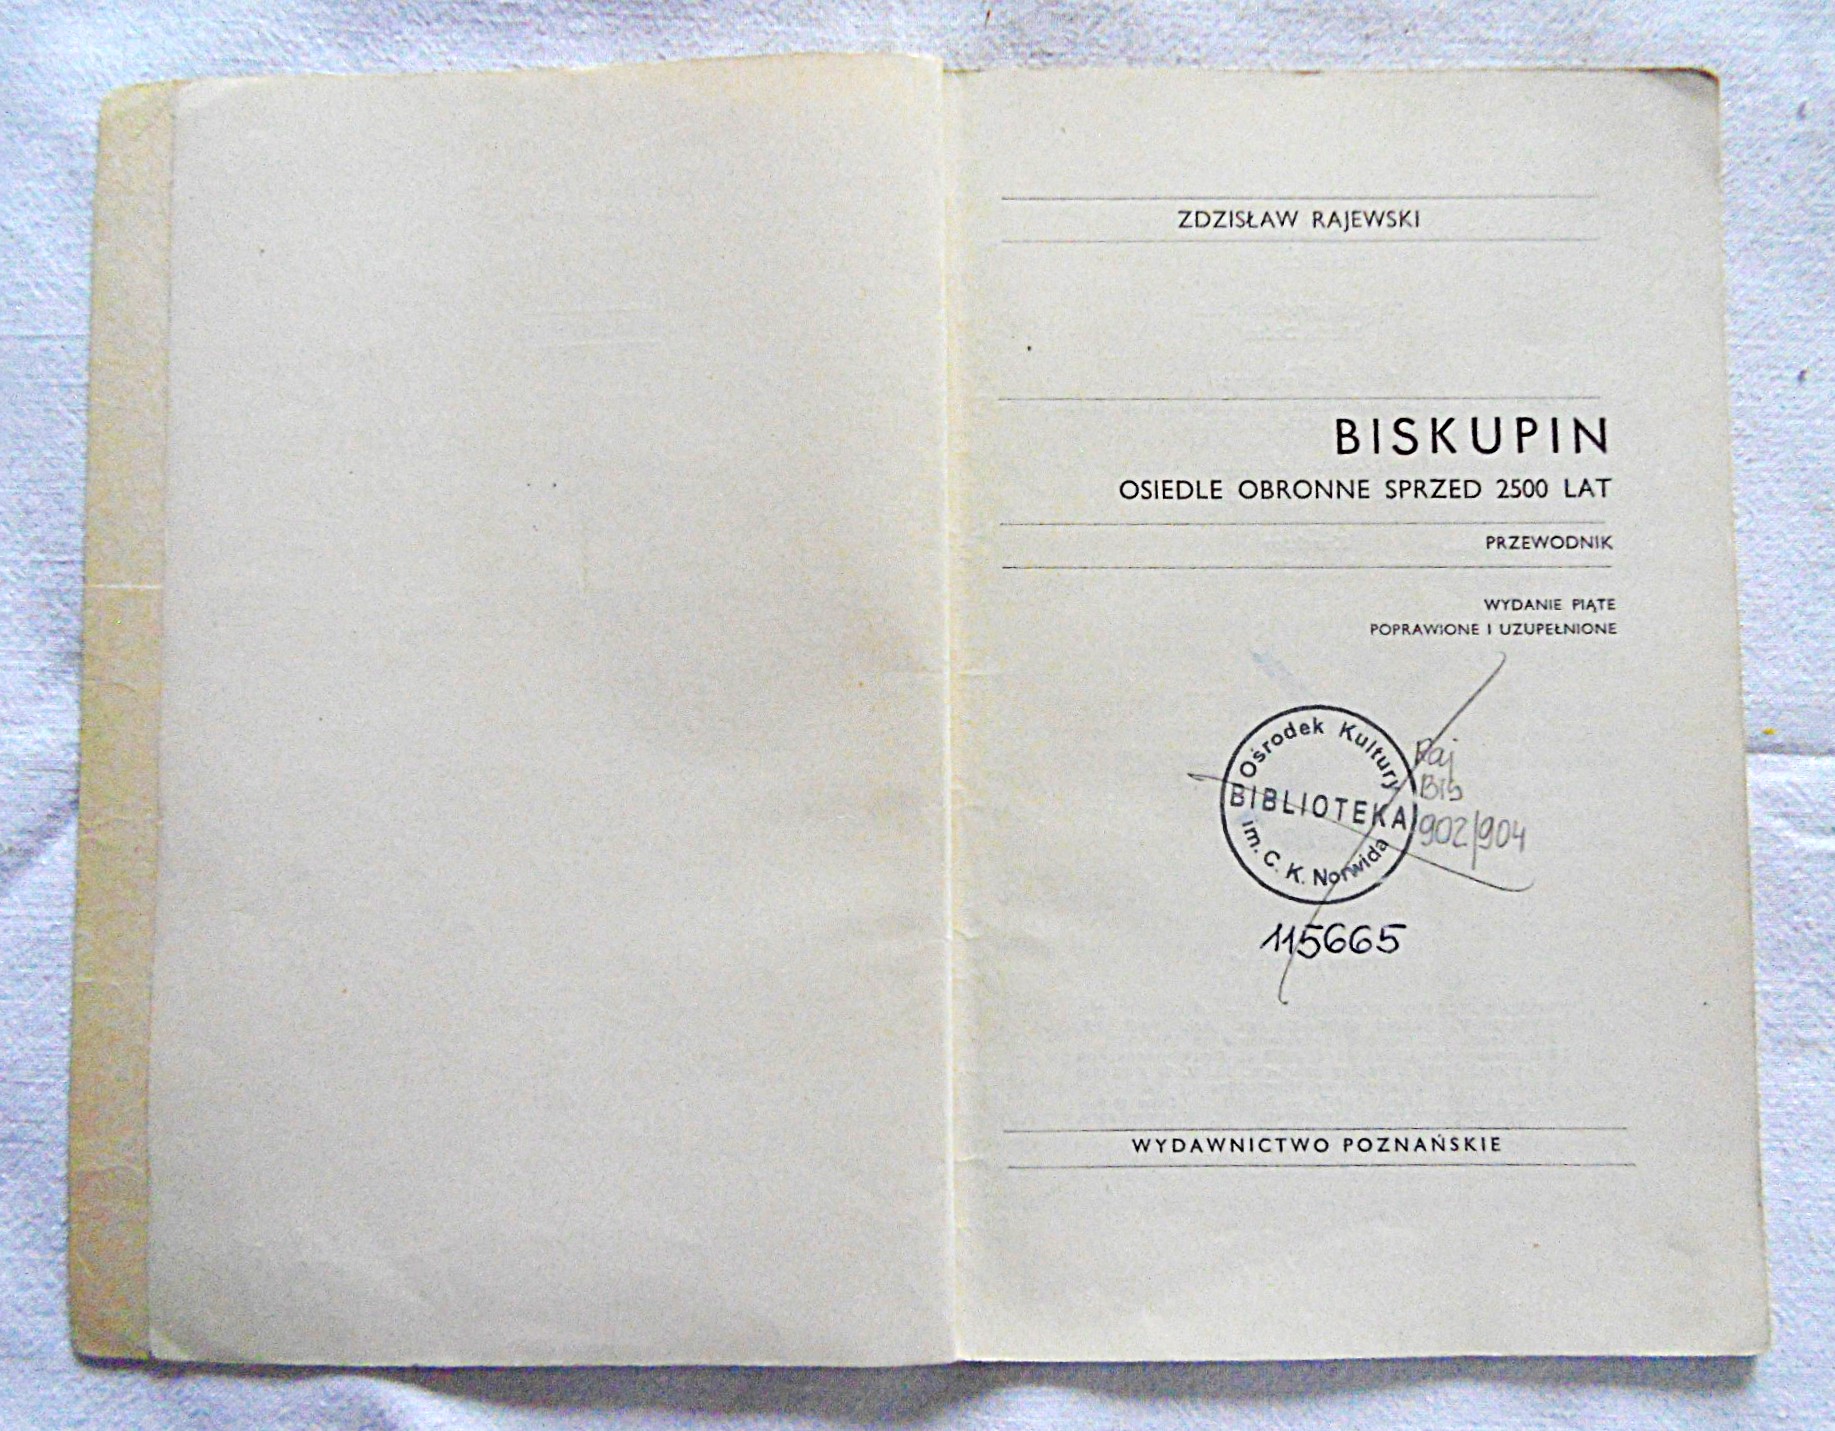 ZDZISŁAW RAJEWSKI
BISKUPIN
OSIEDLE OBRONNE SPRZED 2500 LAT
PRZEWODNIK
WYDANIE PIĄTE
POPRAWIONE I UZUPEŁNIONE
Ośrodek Kultury
BIBLIOTEKA
im. C. K. Norwida
Raj
Bis
902/904
115665
WYDAWNICTWO POZNAŃSKIE